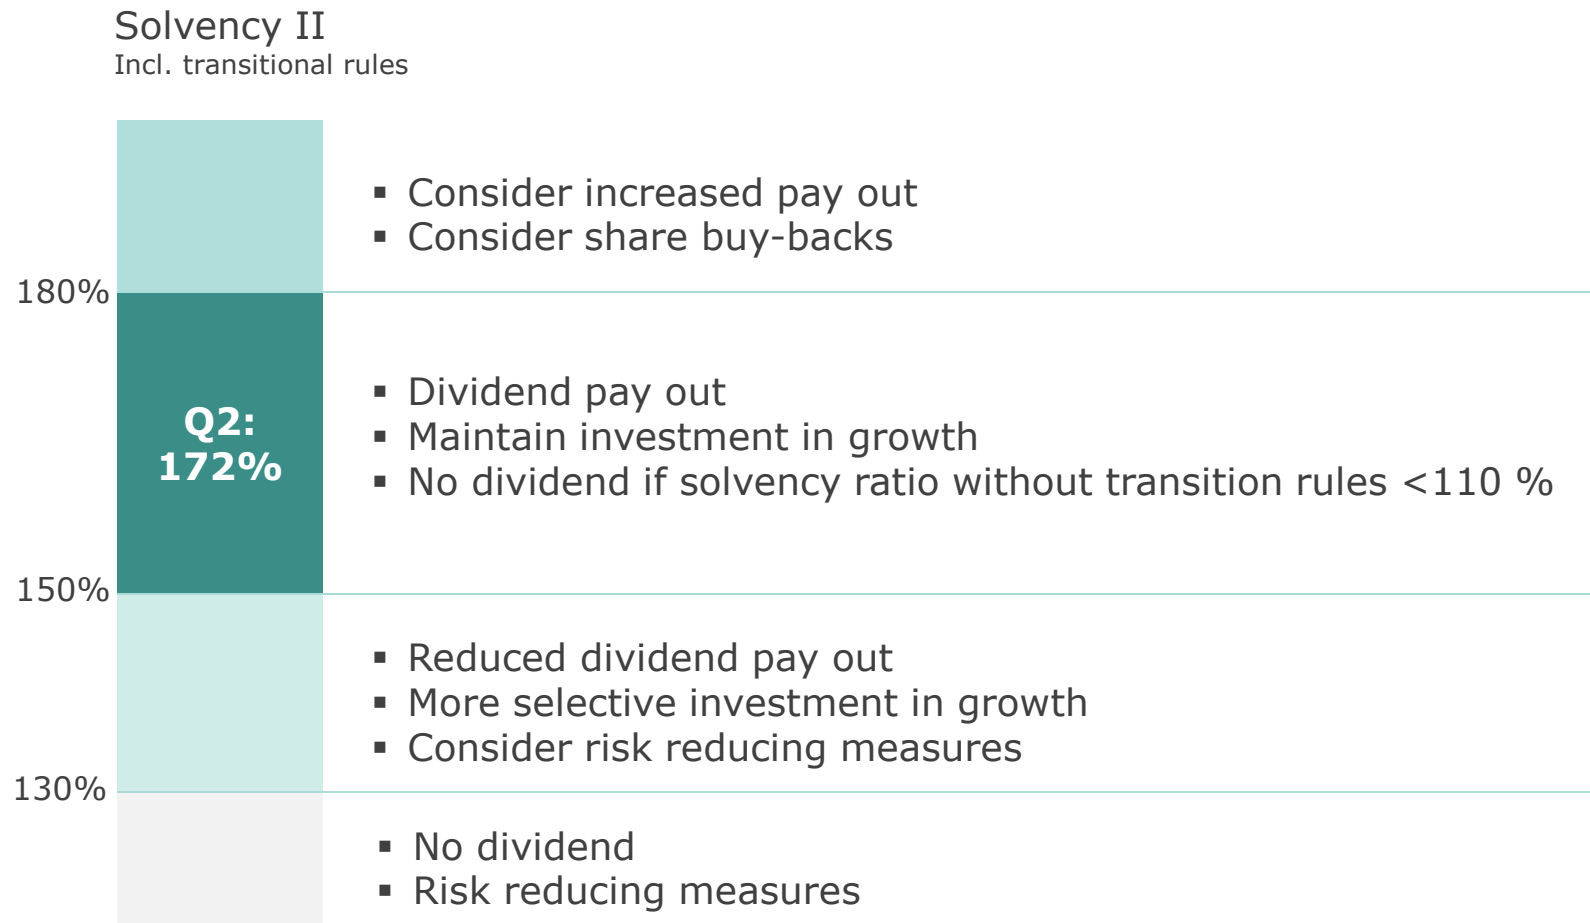 Solvency II
Incl. transitional rules
▪ Consider increased pay out
▪ Consider share buy-backs
180%
▪ Dividend pay out
▪ Maintain investment in growth
▪ No dividend if solvency ratio without transition rules <110 %
Q2:
172%
150%
▪ Reduced dividend pay out
▪ More selective investment in growth
▪ Consider risk reducing measures
130%
▪ No dividend
▪ Risk reducing measures